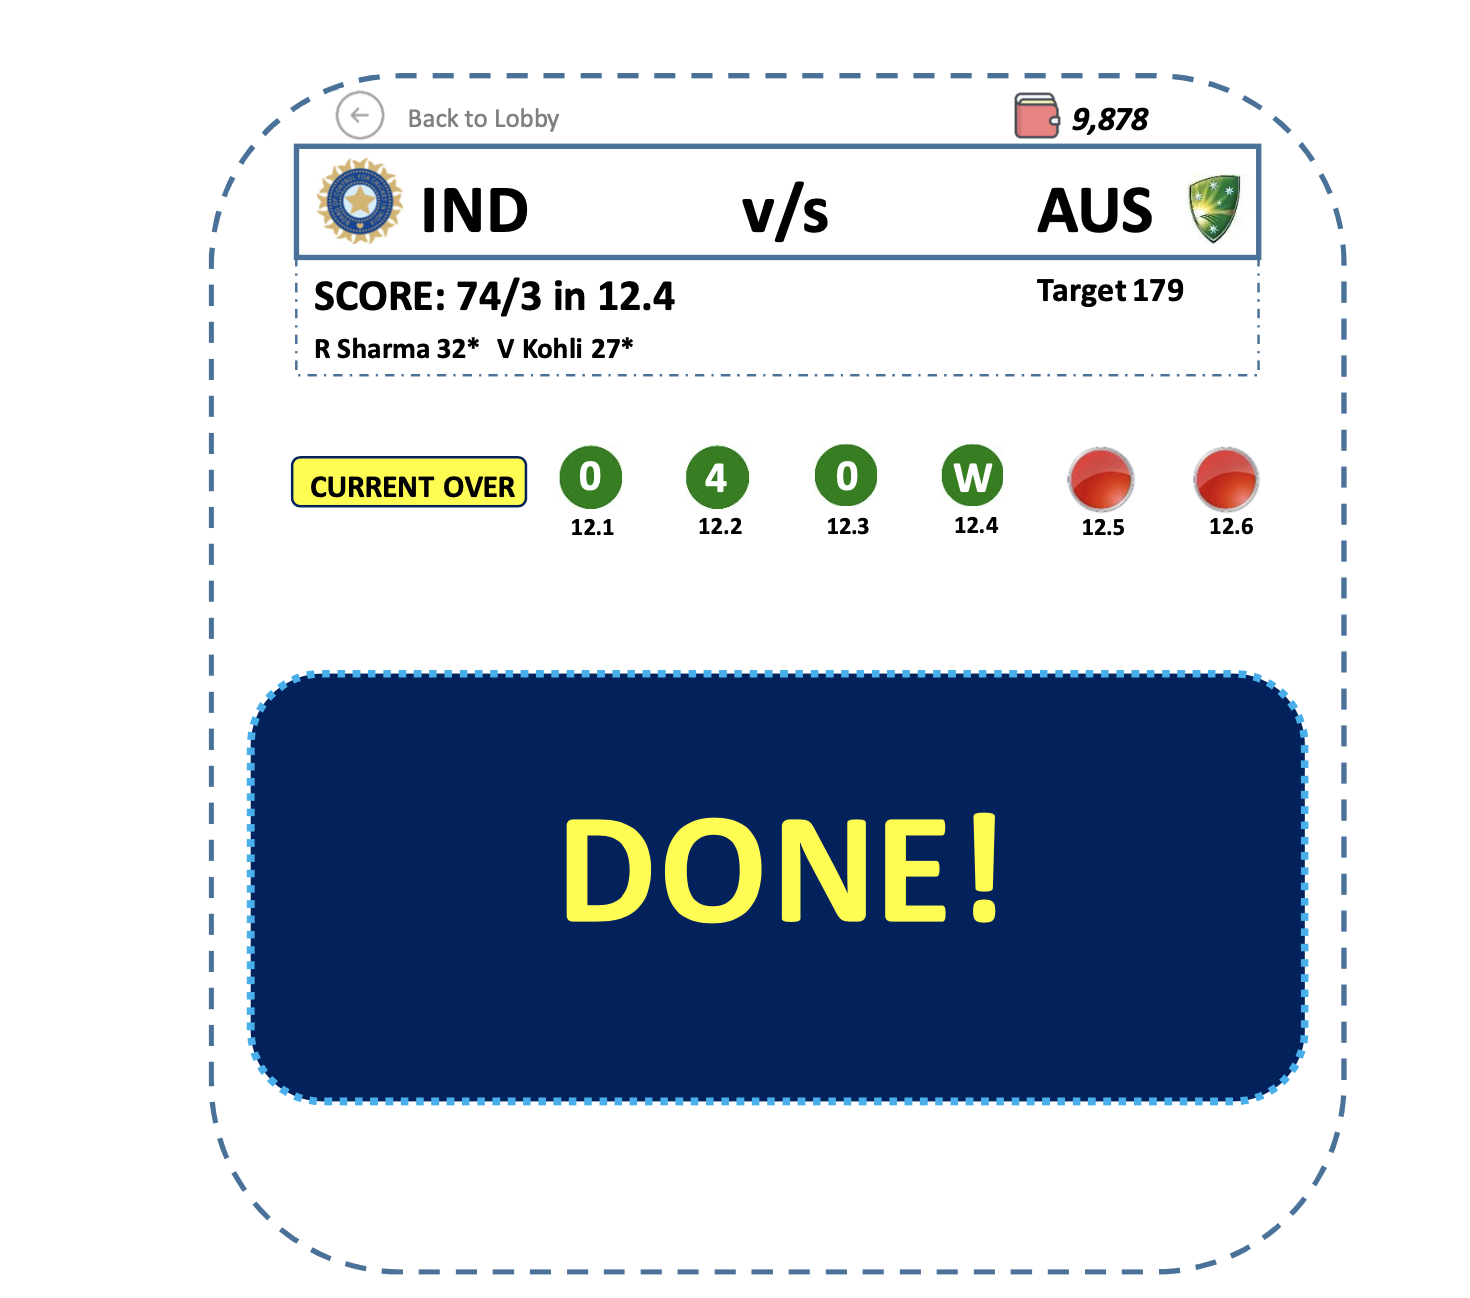 Back to Lobby 9,878
IND v/s AUS
SCORE: 74/3 in 12.4 Target 179
R Sharma 32* V Kohli 27*
CURRENT OVER 0 4 0 W
12.1 12.2 12.3 12.4 12.5 12.6
DONE!